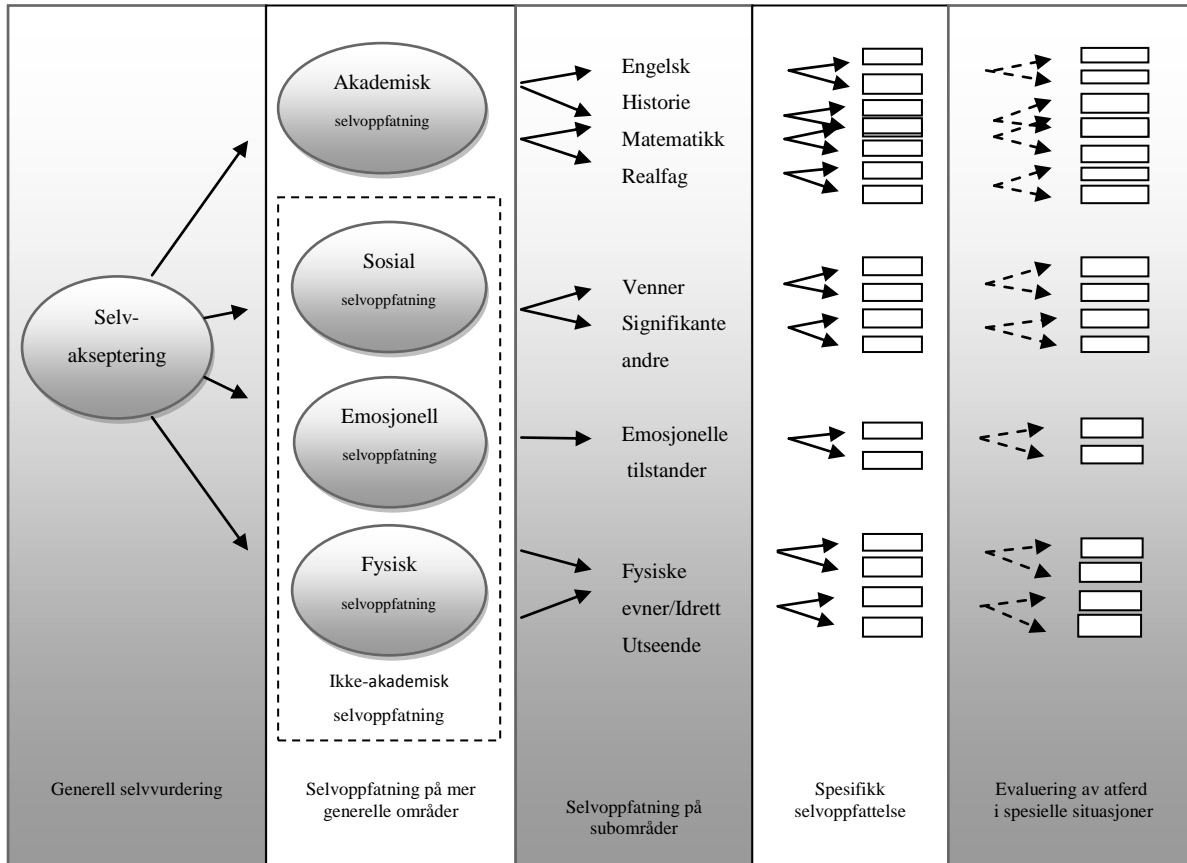 Selv-
akseptering
Generell selvvurdering
Akademisk
selvoppfatning
Sosial
selvoppfatning
Emosjonell
selvoppfatning
Fysisk
selvoppfatning
Ikke-akademisk
selvoppfatning
Selvoppfatning på mer
generelle områder
Engelsk
Historie
Matematikk
Realfag
Venner
Signifikante
andre
Emosjonelle
tilstander
Fysiske
evner/Idrett
Utseende
Selvoppfatning på
subområder
Spesifikk
selvoppfattelse
Evaluering av atferd
i spesielle situasjoner